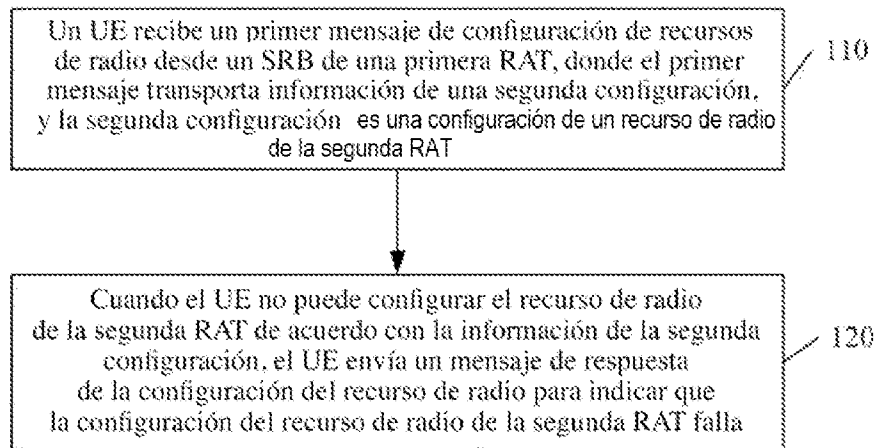 Un UE recibe un primer mensaje de configuración de recursos
de radio desde un SRB de una primera RAT, donde el primer
mensaje transporta información de una segunda configuración,
y la segunda configuración es una configuración de un recurso de radio
de la segunda RAT
110
Cuando el UE no puede configurar el recurso de radio
de la segunda RAT de acuerdo con la información de la segunda
configuración, el UE envía un mensaje de respuesta
de la configuración del recurso de radio para indicar que
la configuración del recurso de radio de la segunda RAT falla
120